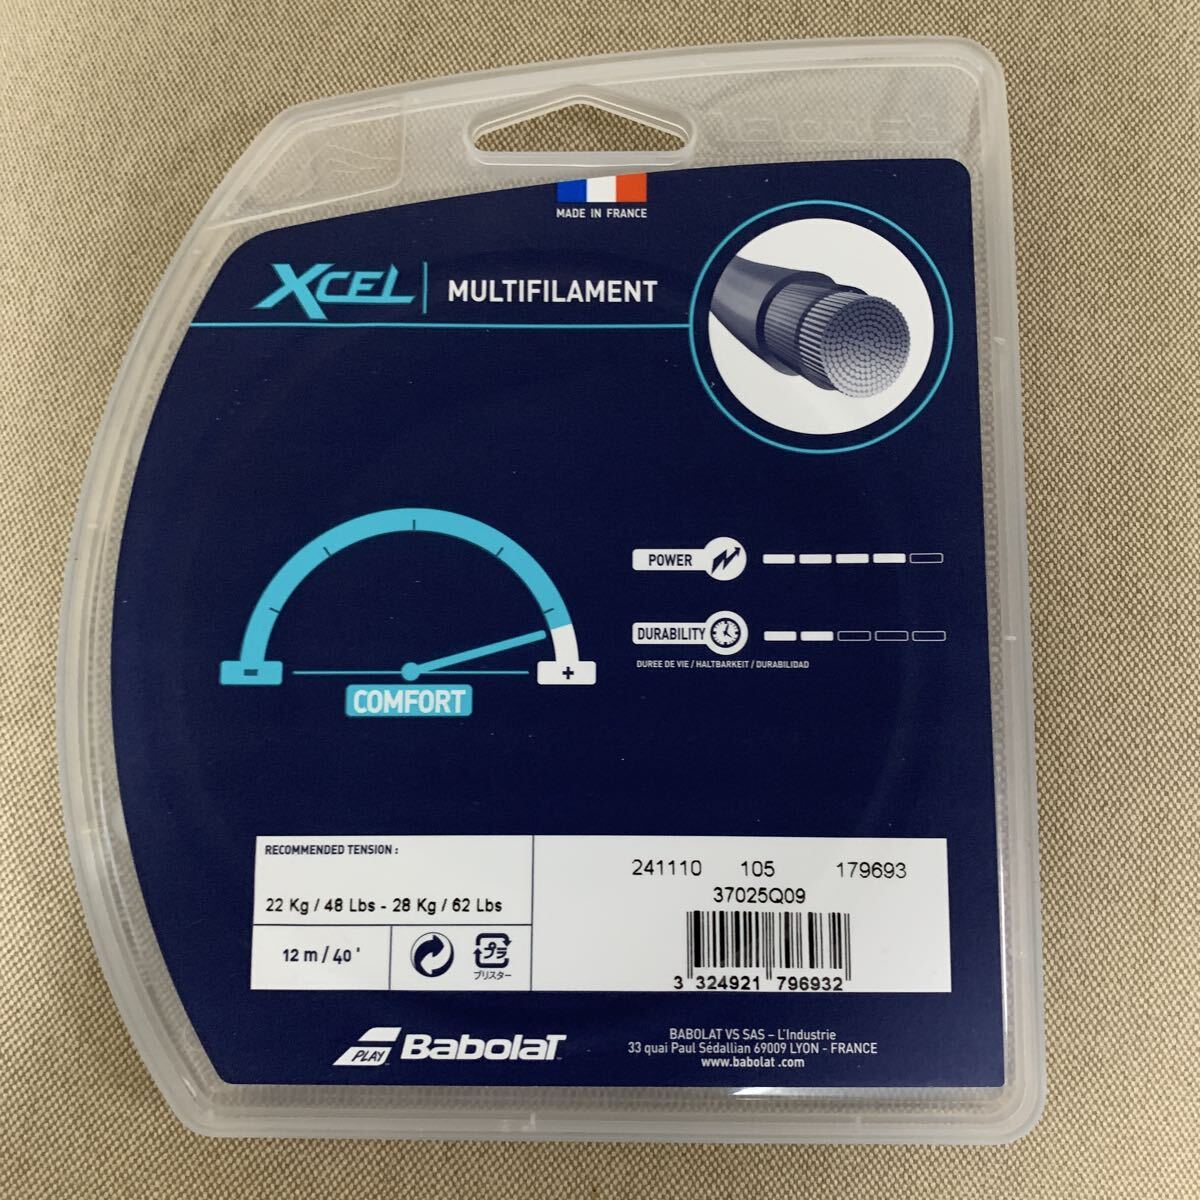 MADE IN FRANCE
XCEL | MULTIFILAMENT
POWER
DURABILITY
DUREE DE VIE / HALTBARKEIT / DURABILIDAD
- +
COMFORT
RECOMMENDED TENSION :
22 Kg / 48 Lbs - 28 Kg / 62 Lbs
12 m / 40 '
プラ
ブリスター
241110 105 179693
37025Q09
3 324921 796932
PLAY BabolaT
BABOLAT VS SAS – L'Industrie
33 quai Paul Sédallian 69009 LYON - FRANCE
www.babolat .com